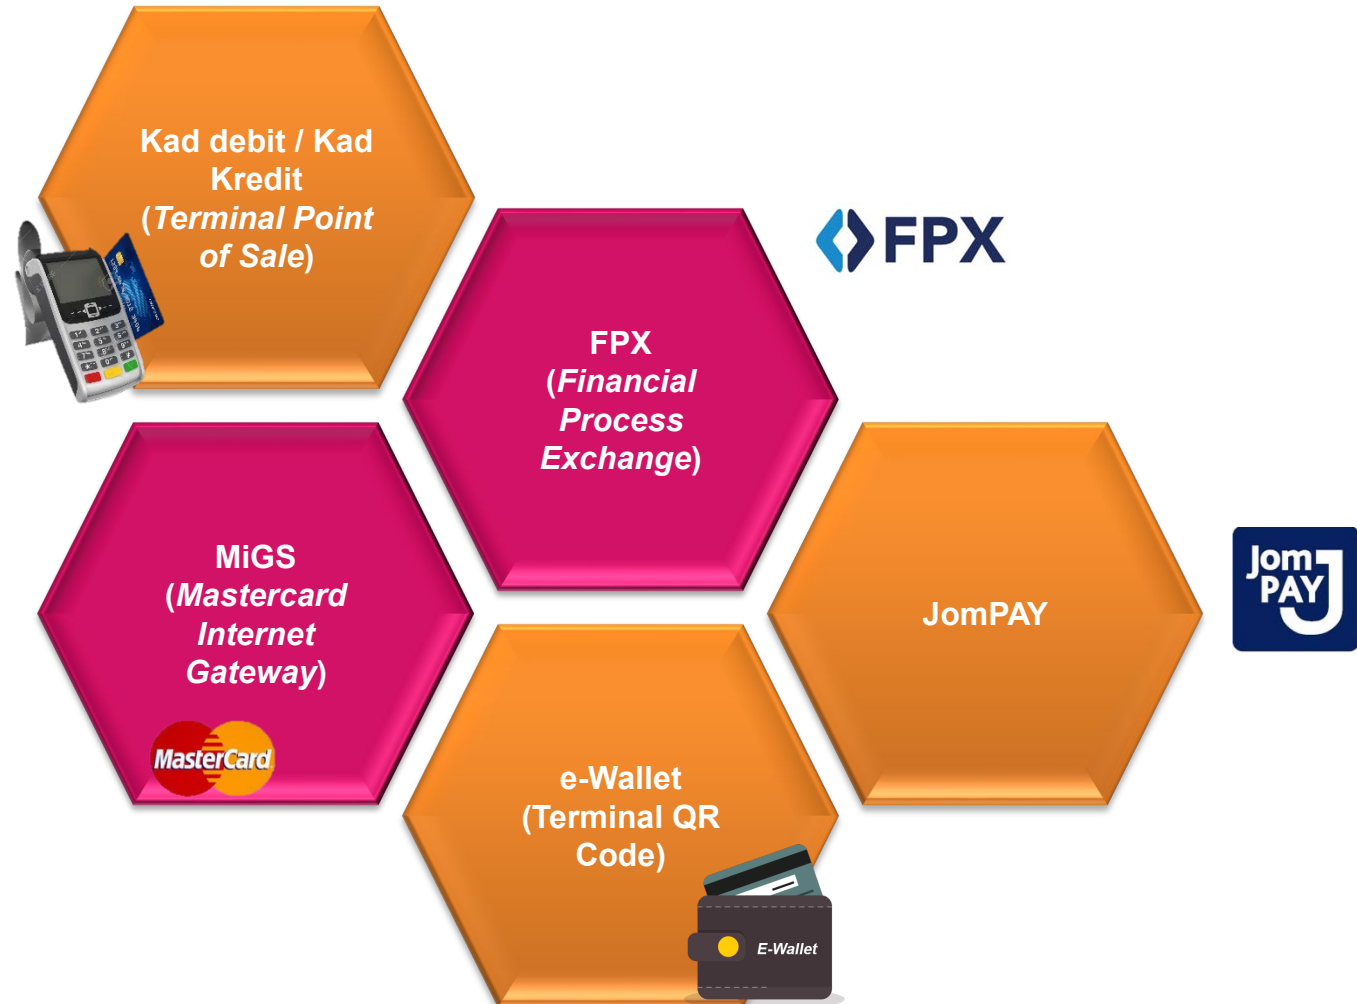 Kad debit / Kad
Kredit
(Terminal Point
of Sale)
FPX
FPX
(Financial
Process
Exchange)
MiGS
(Mastercard
Internet
Gateway)
MasterCard
JomPAY
Jom
PAY
e-Wallet
(Terminal QR
Code)
E-Wallet